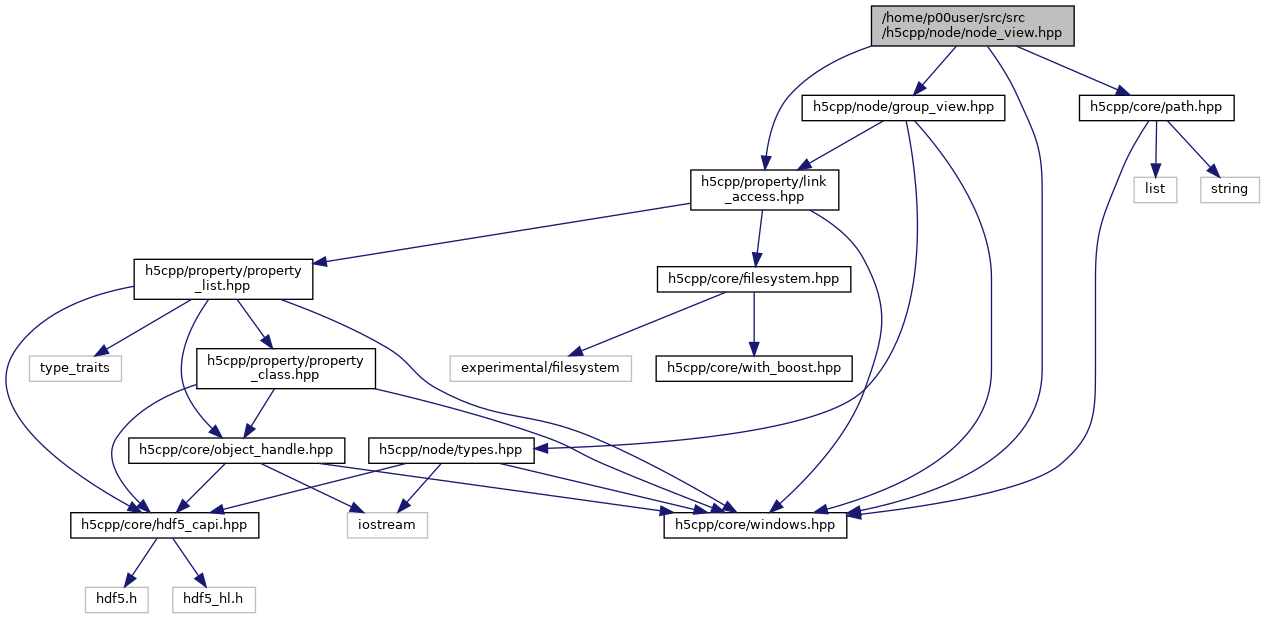 /home/p00user/src/src
/h5cpp/node/node_view.hpp
h5cpp/node/group_view.hpp
h5cpp/core/path.hpp
h5cpp/property/link
_access.hpp
list
string
h5cpp/property/property
_list.hpp
h5cpp/core/filesystem.hpp
type_traits
h5cpp/property/property
_class.hpp
experimental/filesystem
h5cpp/core/with_boost.hpp
h5cpp/core/object_handle.hpp
h5cpp/node/types.hpp
h5cpp/core/hdf5_capi.hpp
iostream
h5cpp/core/windows.hpp
hdf5.h
hdf5_hl.h